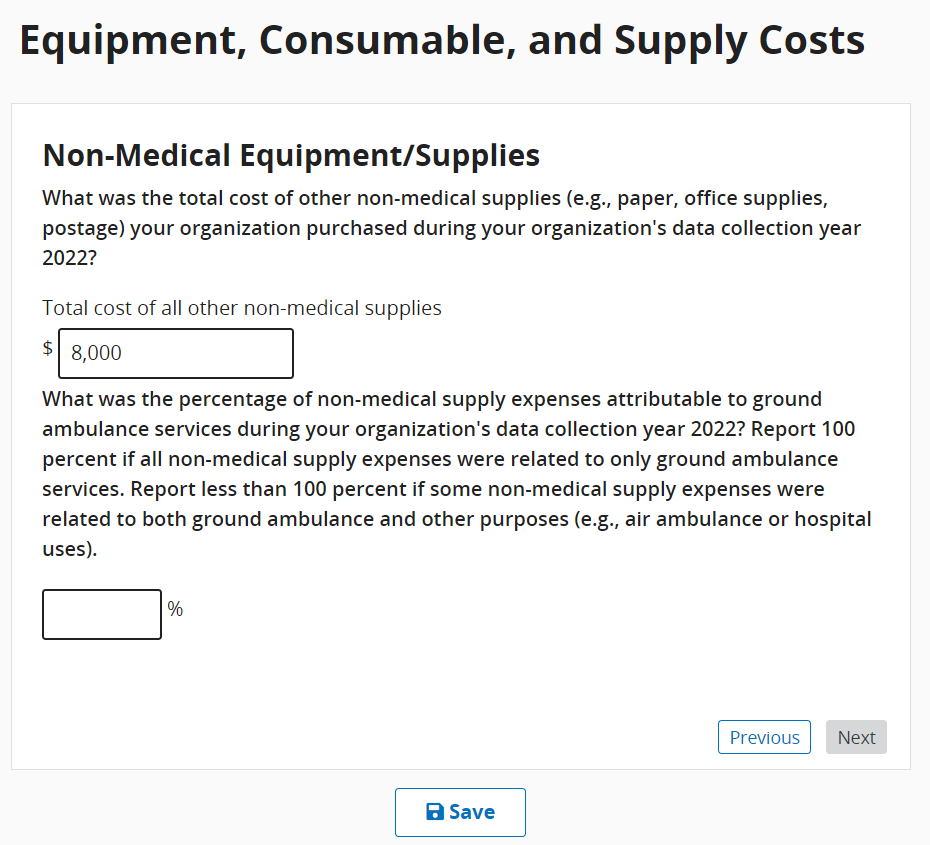 Equipment, Consumable, and Supply Costs
Non-Medical Equipment/Supplies
What was the total cost of other non-medical supplies (e.g., paper, office supplies,
postage) your organization purchased during your organization's data collection year
2022?
Total cost of all other non-medical supplies
$ 8,000
What was the percentage of non-medical supply expenses attributable to ground
ambulance services during your organization's data collection year 2022? Report 100
percent if all non-medical supply expenses were related to only ground ambulance
services. Report less than 100 percent if some non-medical supply expenses were
related to both ground ambulance and other purposes (e.g., air ambulance or hospital
uses).
%
Previous Next
Save